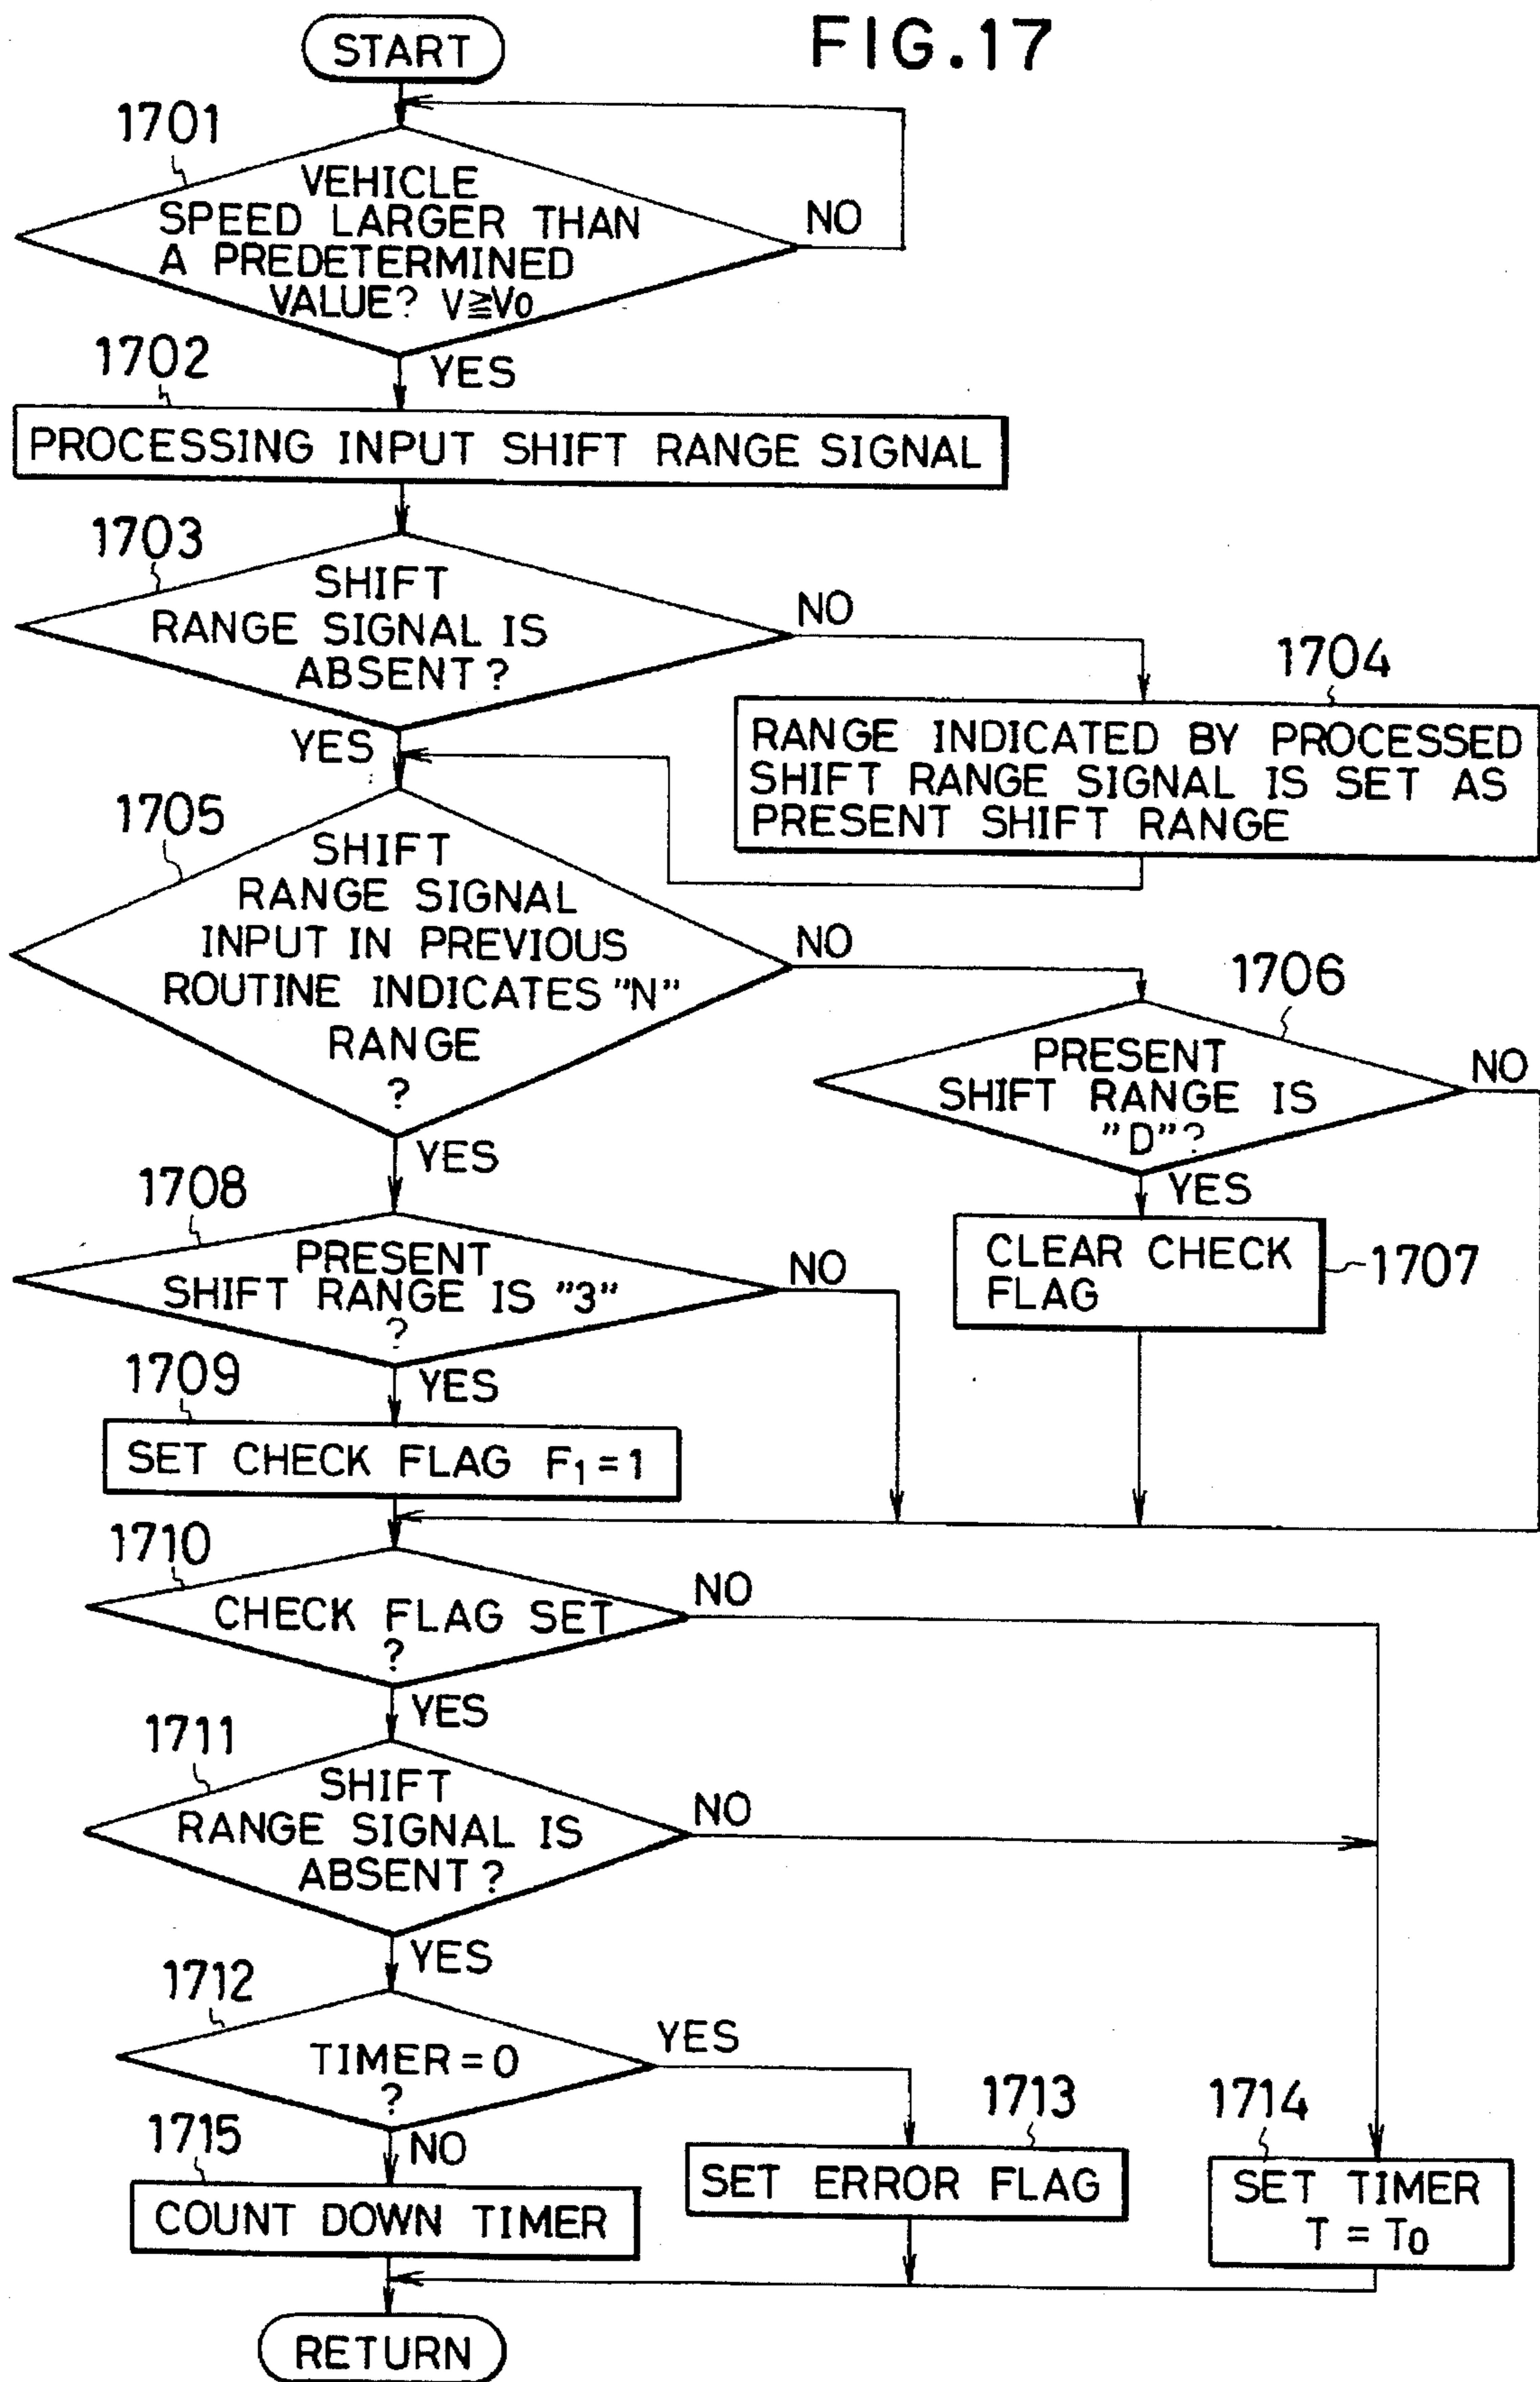 FIG.17
START
1701
VEHICLE
SPEED LARGER THAN
A PREDETERMINED
VALUE? V≧V0
NO
YES
1702
PROCESSING INPUT SHIFT RANGE SIGNAL
1703
SHIFT
RANGE SIGNAL IS
ABSENT?
NO
YES
1704
RANGE INDICATED BY PROCESSED
SHIFT RANGE SIGNAL IS SET AS
PRESENT SHIFT RANGE
1705
SHIFT
RANGE SIGNAL
INPUT IN PREVIOUS
ROUTINE INDICATES "N"
RANGE
?
NO
YES
1706
PRESENT
SHIFT RANGE IS
"D"?
NO
YES
CLEAR CHECK
FLAG
1707
1708
PRESENT
SHIFT RANGE IS "3"
?
NO
YES
1709
SET CHECK FLAG F1=1
1710
CHECK FLAG SET
?
NO
YES
1711
SHIFT
RANGE SIGNAL IS
ABSENT?
NO
YES
1712
TIMER=0
?
YES
NO
1713
SET ERROR FLAG
1714
SET TIMER
T = T0
1715
COUNT DOWN TIMER
RETURN